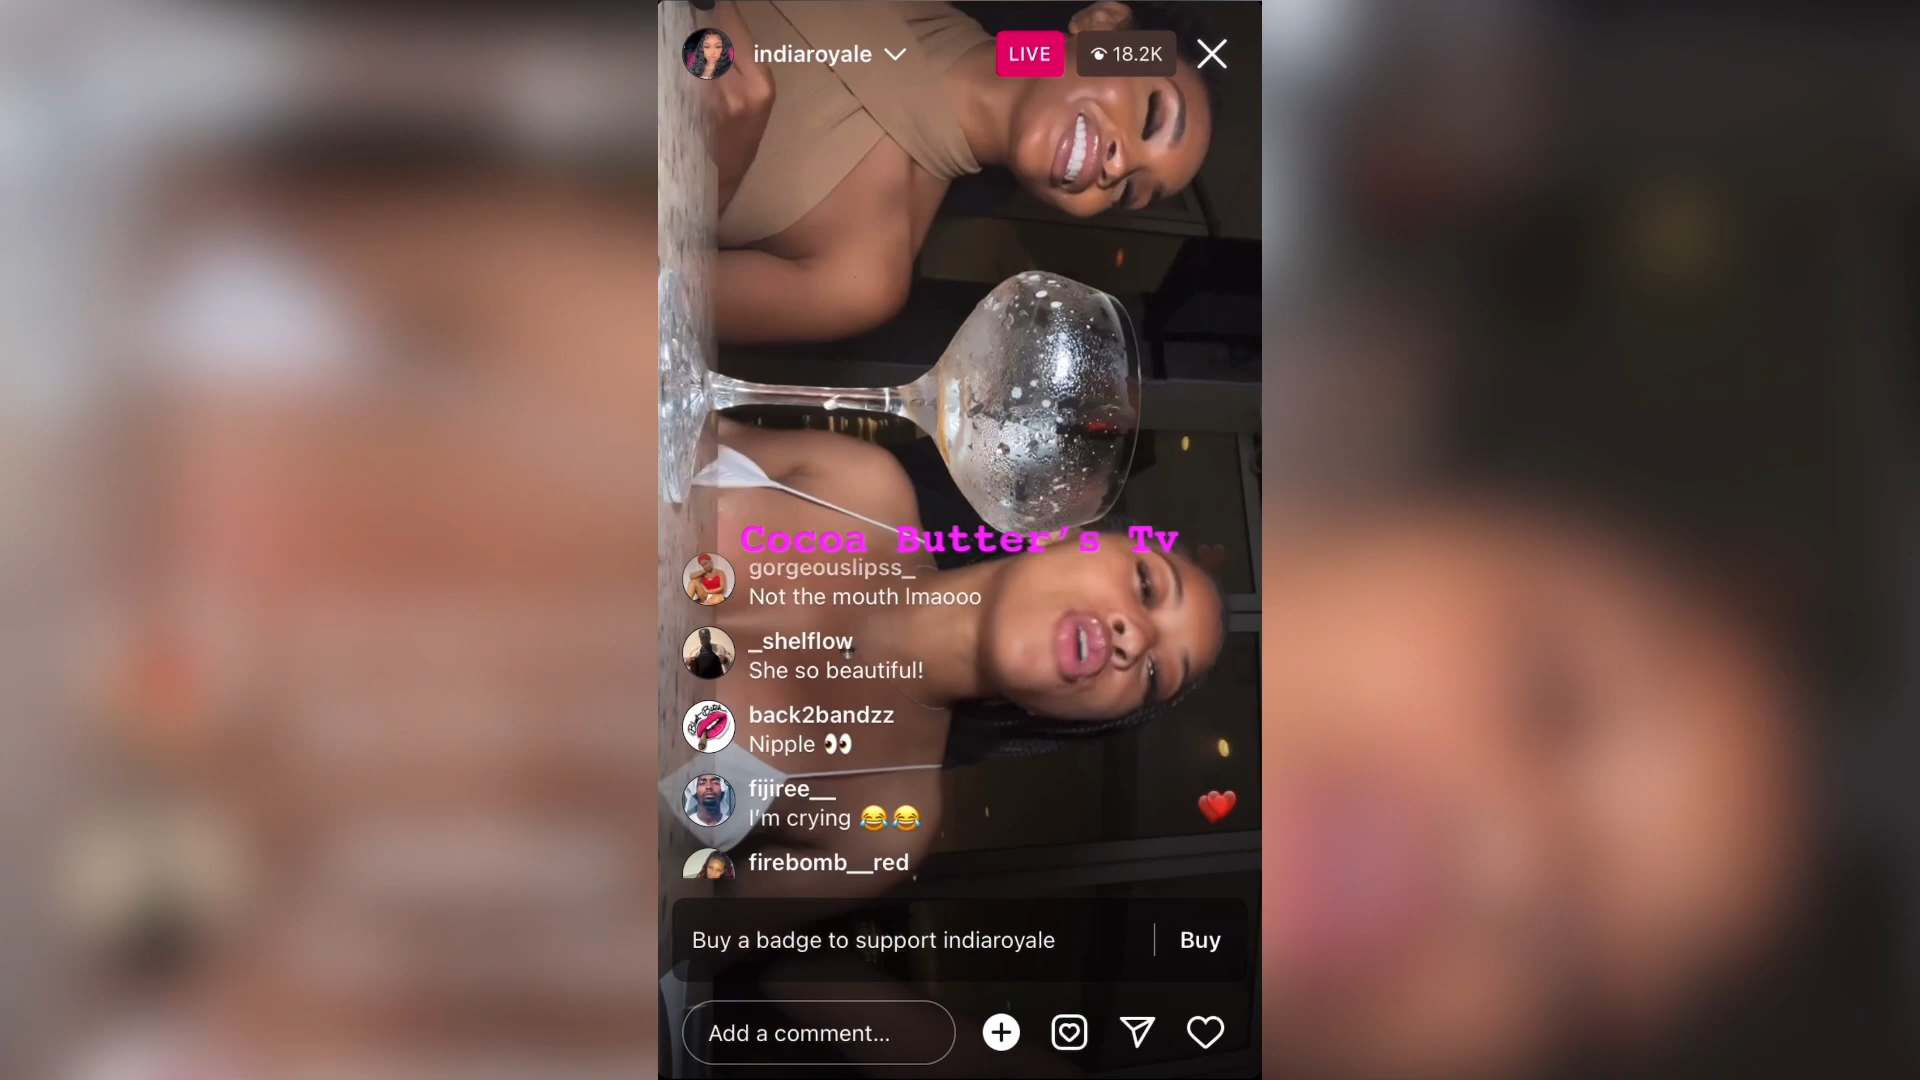 indiaroyale
LIVE
18.2K
Cocoa Butter's Tv
gorgeouslipss_
Not the mouth lmaooo
_shelflow
She so beautiful!
back2bandzz
Nipple 👀
fijiree__
I'm crying 😂😂
firebomb__red
Buy a badge to support indiaroyale
Buy
Add a comment...